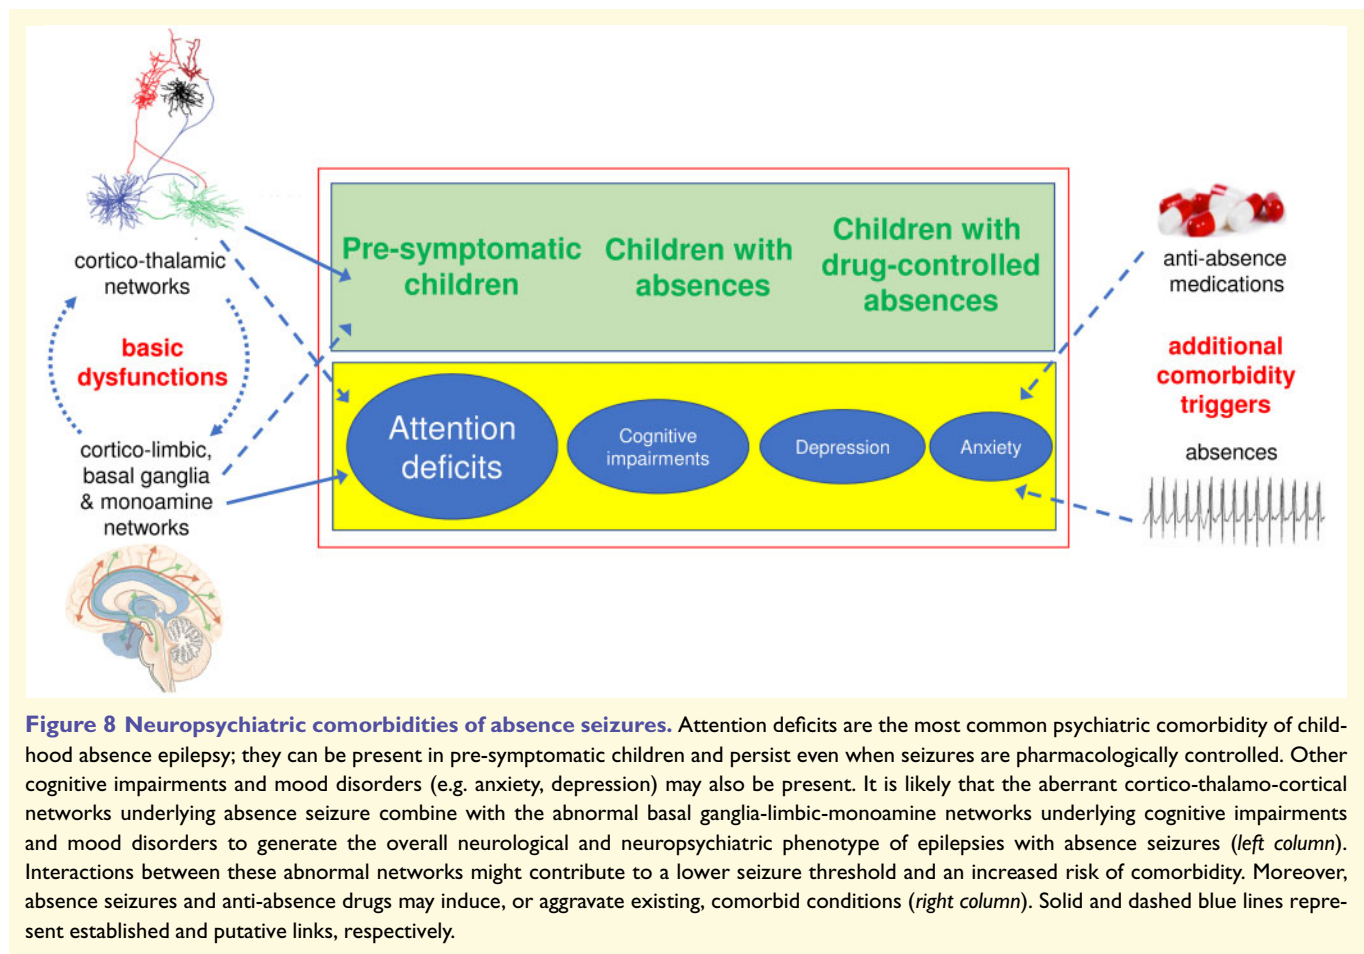 cortico-thalamic
networks
basic
dysfunctions
cortico-limbic,
basal ganglia
& monoamine
networks
Pre-symptomatic
children
Children with
absences
Children with
drug-controlled
absences
Attention
deficits
Cognitive
impairments
Depression
Anxiety
anti-absence
medications
additional
comorbidity
triggers
absences
Figure 8 Neuropsychiatric comorbidities of absence seizures. Attention deficits are the most common psychiatric comorbidity of child-
hood absence epilepsy; they can be present in pre-symptomatic children and persist even when seizures are pharmacologically controlled. Other
cognitive impairments and mood disorders (e.g. anxiety, depression) may also be present. It is likely that the aberrant cortico-thalamo-cortical
networks underlying absence seizure combine with the abnormal basal ganglia-limbic-monoamine networks underlying cognitive impairments
and mood disorders to generate the overall neurological and neuropsychiatric phenotype of epilepsies with absence seizures (left column).
Interactions between these abnormal networks might contribute to a lower seizure threshold and an increased risk of comorbidity. Moreover,
absence seizures and anti-absence drugs may induce, or aggravate existing, comorbid conditions (right column). Solid and dashed blue lines repre-
sent established and putative links, respectively.